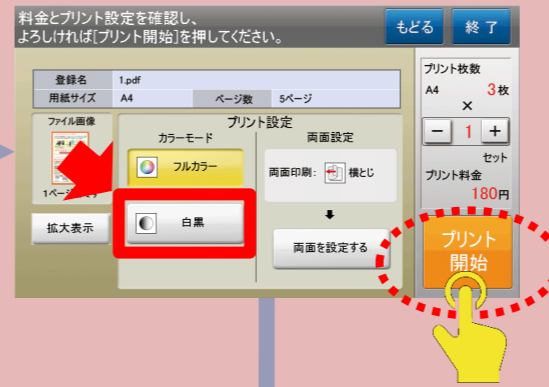 料金とプリント設定を確認し、
よろしければ[プリント開始]を押してください。
もどる
終了
登録名 1.pdf
用紙サイズ A4 ページ数 5ページ
ファイル画像
拡大表示
プリント設定
カラーモード
フルカラー
白黒
両面設定
両面印刷: 横とじ
両面を設定する
プリント枚数
A4 3枚
×
− 1 +
セット
プリント料金
180円
プリント
開始